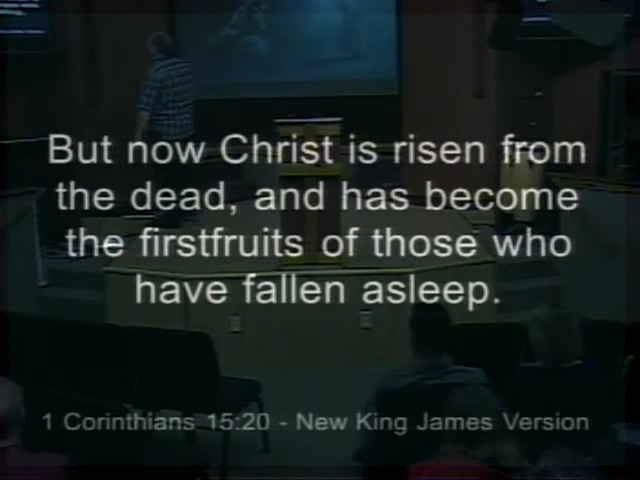 But now Christ is risen from
the dead, and has become
the firstfruits of those who
have fallen asleep.
1 Corinthians 15:20 - New King James Version